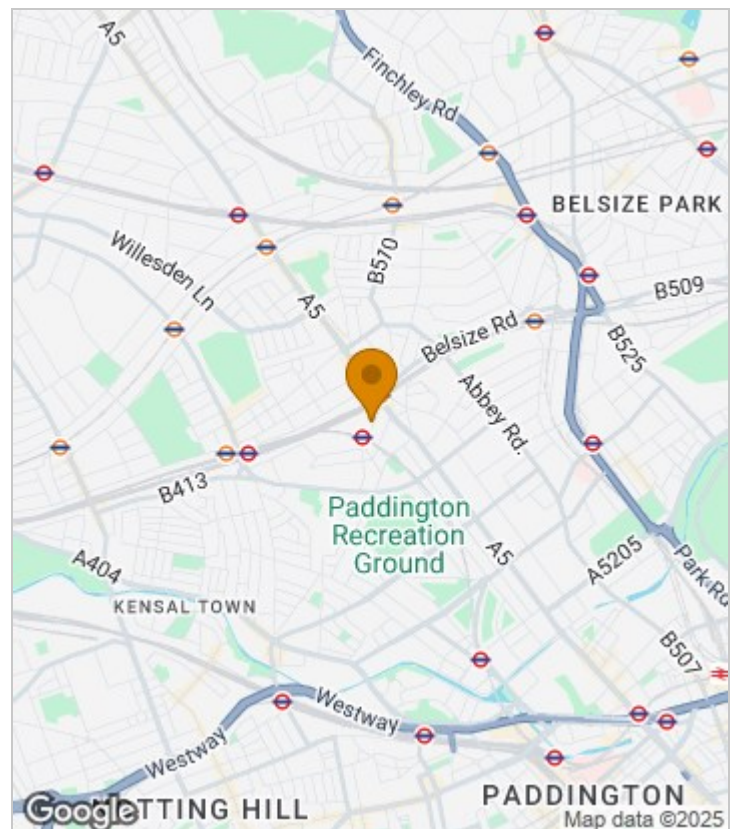 A5
Finchley Rd
BELSIZE PARK
Willesden Ln
B510
B509
A5
Belsize Rd
B525
Abbey Rd.
B413
Paddington
Recreation
Ground
A5
A404
A5205
Park Rd
KENSAL TOWN
B507
Westway
Westway
PADDINGTON
Google
TTING HILL
Map data ©2025